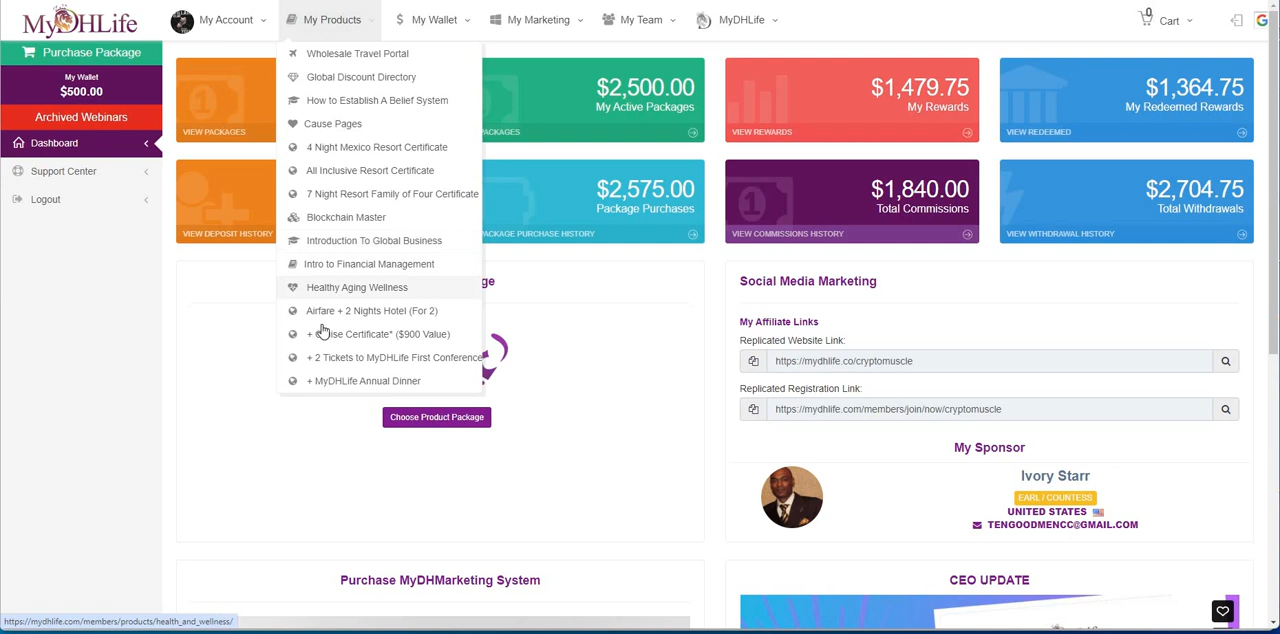 MyDHLife
My Account
My Products
My Wallet
My Marketing
My Team
MyDHLife
0
Cart
Purchase Package
My Wallet
$500.00
Archived Webinars
Dashboard
Support Center
Logout
Wholesale Travel Portal
Global Discount Directory
How to Establish A Belief System
Cause Pages
4 Night Mexico Resort Certificate
All Inclusive Resort Certificate
7 Night Resort Family of Four Certificate
Blockchain Master
Introduction To Global Business
Intro to Financial Management
Healthy Aging Wellness
Airfare + 2 Nights Hotel (For 2)
+ Certificate* ($900 Value)
+ 2 Tickets to MyDHLife First Conference
+ MyDHLife Annual Dinner
VIEW PACKAGES
$2,500.00
My Active Packages
PACKAGES
$1,479.75
My Rewards
VIEW REWARDS
$1,364.75
My Redeemed Rewards
VIEW REDEEMED
VIEW DEPOSIT HISTORY
$2,575.00
Package Purchases
PACKAGE PURCHASE HISTORY
$1,840.00
Total Commissions
VIEW COMMISSIONS HISTORY
$2,704.75
Total Withdrawals
VIEW WITHDRAWAL HISTORY
ge
Choose Product Package
Social Media Marketing
My Affiliate Links
Replicated Website Link:
https://mydhlife.co/cryptomuscle
Replicated Registration Link:
https://mydhlife.com/members/join/now/cryptomuscle
My Sponsor
Ivory Starr
EARL / COUNTESS
UNITED STATES
TENGOODMENCC@GMAIL.COM
Purchase MyDHMarketing System
CEO UPDATE
https://mydhlife.com/members/products/health_and_wellness/